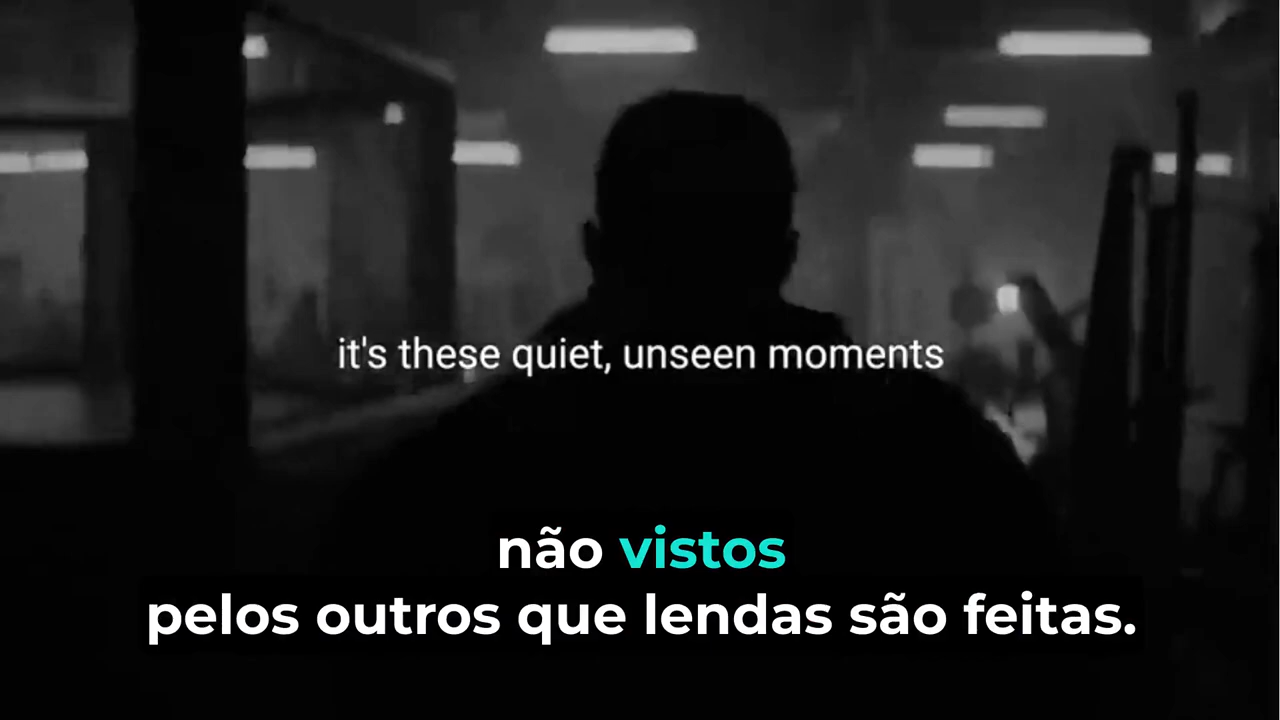 it's these quiet, unseen moments
não vistos
pelos outros que lendas são feitas.